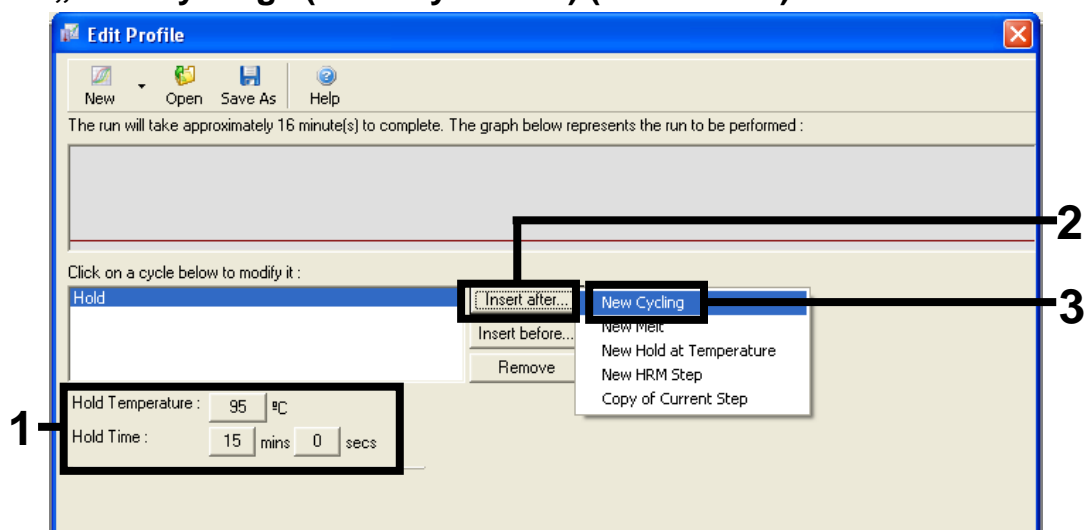 Edit Profile
New Open Save As Help
The run will take approximately 16 minute(s) to complete. The graph below represents the run to be performed :
2
Click on a cycle below to modify it :
Hold Insert after... New Cycling 3
New Melt
Insert before...
New Hold at Temperature
Remove New HRM Step
Copy of Current Step
1
Hold Temperature : 95 ºC
Hold Time : 15 mins 0 secs